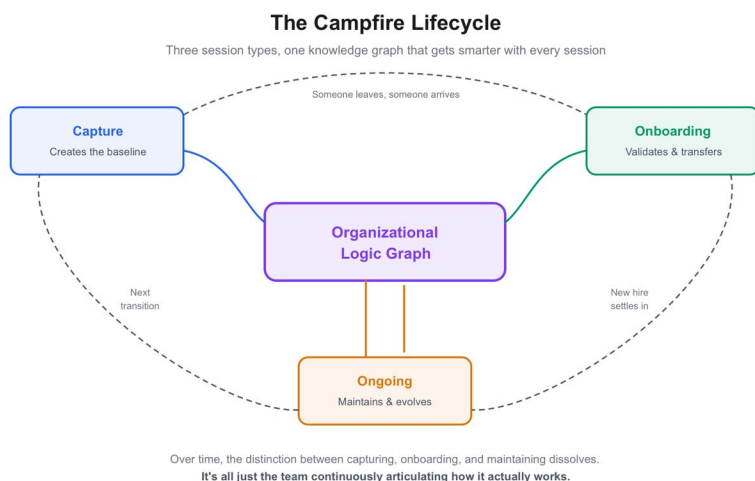 The Campfire Lifecycle
Three session types, one knowledge graph that gets smarter with every session
Someone leaves, someone arrives
Capture
Creates the baseline
Onboarding
Validates & transfers
Organizational
Logic Graph
Next
transition
New hire
settles in
Ongoing
Maintains & evolves
Over time, the distinction between capturing, onboarding, and maintaining dissolves.
It's all just the team continuously articulating how it actually works.